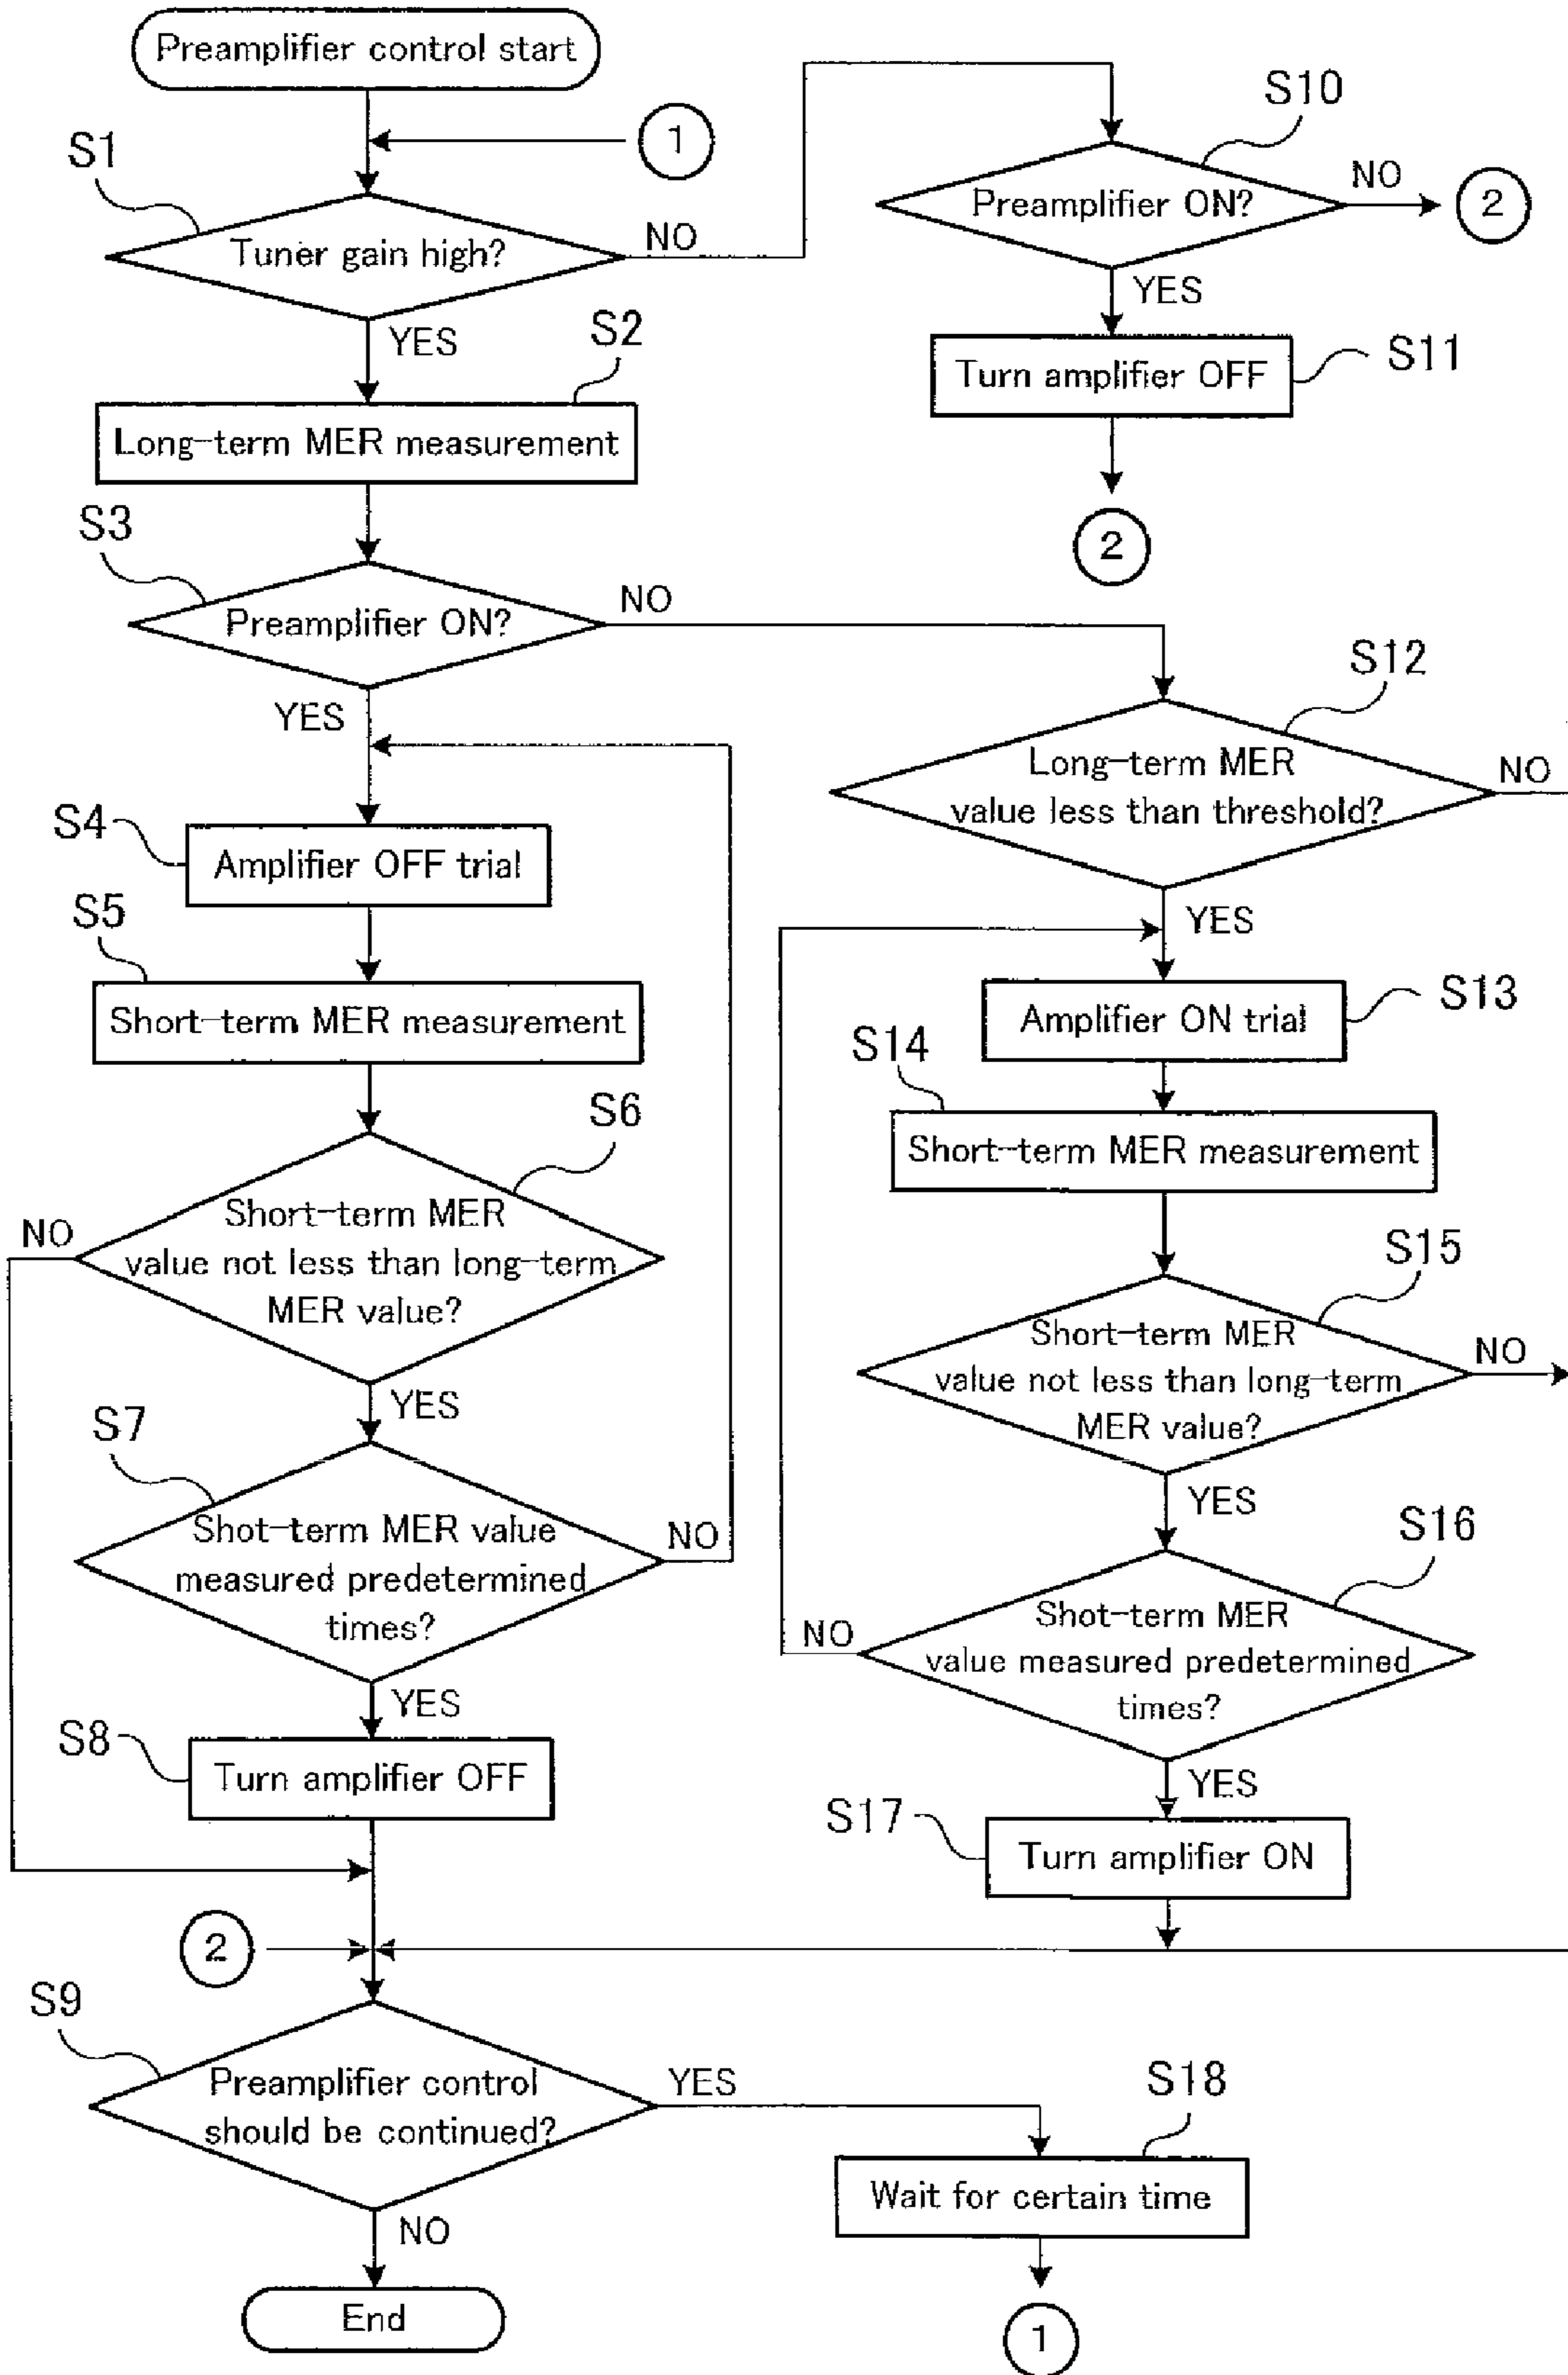 Preamplifier control start
1
S1
Tuner gain high?
NO
YES
S10
Preamplifier ON?
NO
2
YES
Turn amplifier OFF
S11
2
S2
Long-term MER measurement
S3
Preamplifier ON?
NO
YES
S12
Long-term MER
value less than threshold?
NO
YES
S4
Amplifier OFF trial
S5
Short-term MER measurement
S6
Short-term MER
value not less than long-term
MER value?
NO
YES
S7
Shot-term MER value
measured predetermined
times?
NO
YES
S8
Turn amplifier OFF
S13
Amplifier ON trial
S14
Short-term MER measurement
S15
Short-term MER
value not less than long-term
MER value?
NO
YES
S16
Shot-term MER
value measured predetermined
times?
NO
YES
S17
Turn amplifier ON
2
S9
Preamplifier control
should be continued?
YES
NO
S18
Wait for certain time
1
End